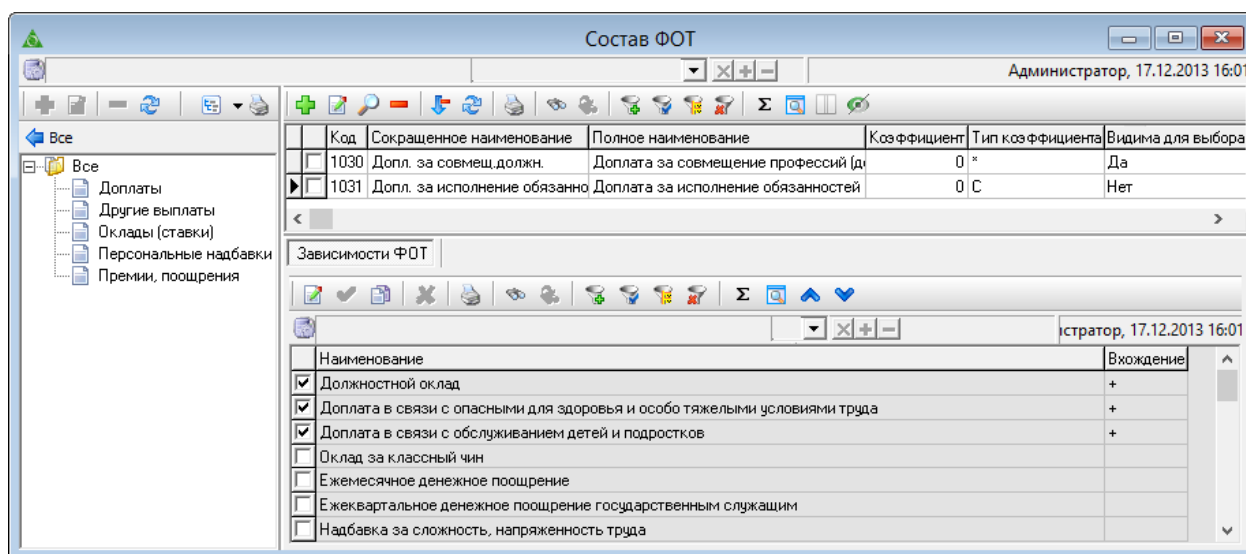 Состав ФОТ
Администратор, 17.12.2013 16:01
Все
Все
Доплаты
Другие выплаты
Оклады (ставки)
Персональные надбавки
Премии, поощрения
Код Сокращенное наименование Полное наименование Коэффициент Тип коэффициента Видима для выбора
1030 Допл. за совмещ.должн. Доплата за совмещение профессий (д 0 * Да
1031 Допл. за исполнение обязанно Доплата за исполнение обязанностей 0 С Нет
Зависимости ФОТ
истратор, 17.12.2013 16:01
Наименование Вхождение
Должностной оклад +
Доплата в связи с опасными для здоровья и особо тяжелыми условиями труда +
Доплата в связи с обслуживанием детей и подростков +
Оклад за классный чин
Ежемесячное денежное поощрение
Ежеквартальное денежное поощрение государственным служащим
Надбавка за сложность, напряженность труда